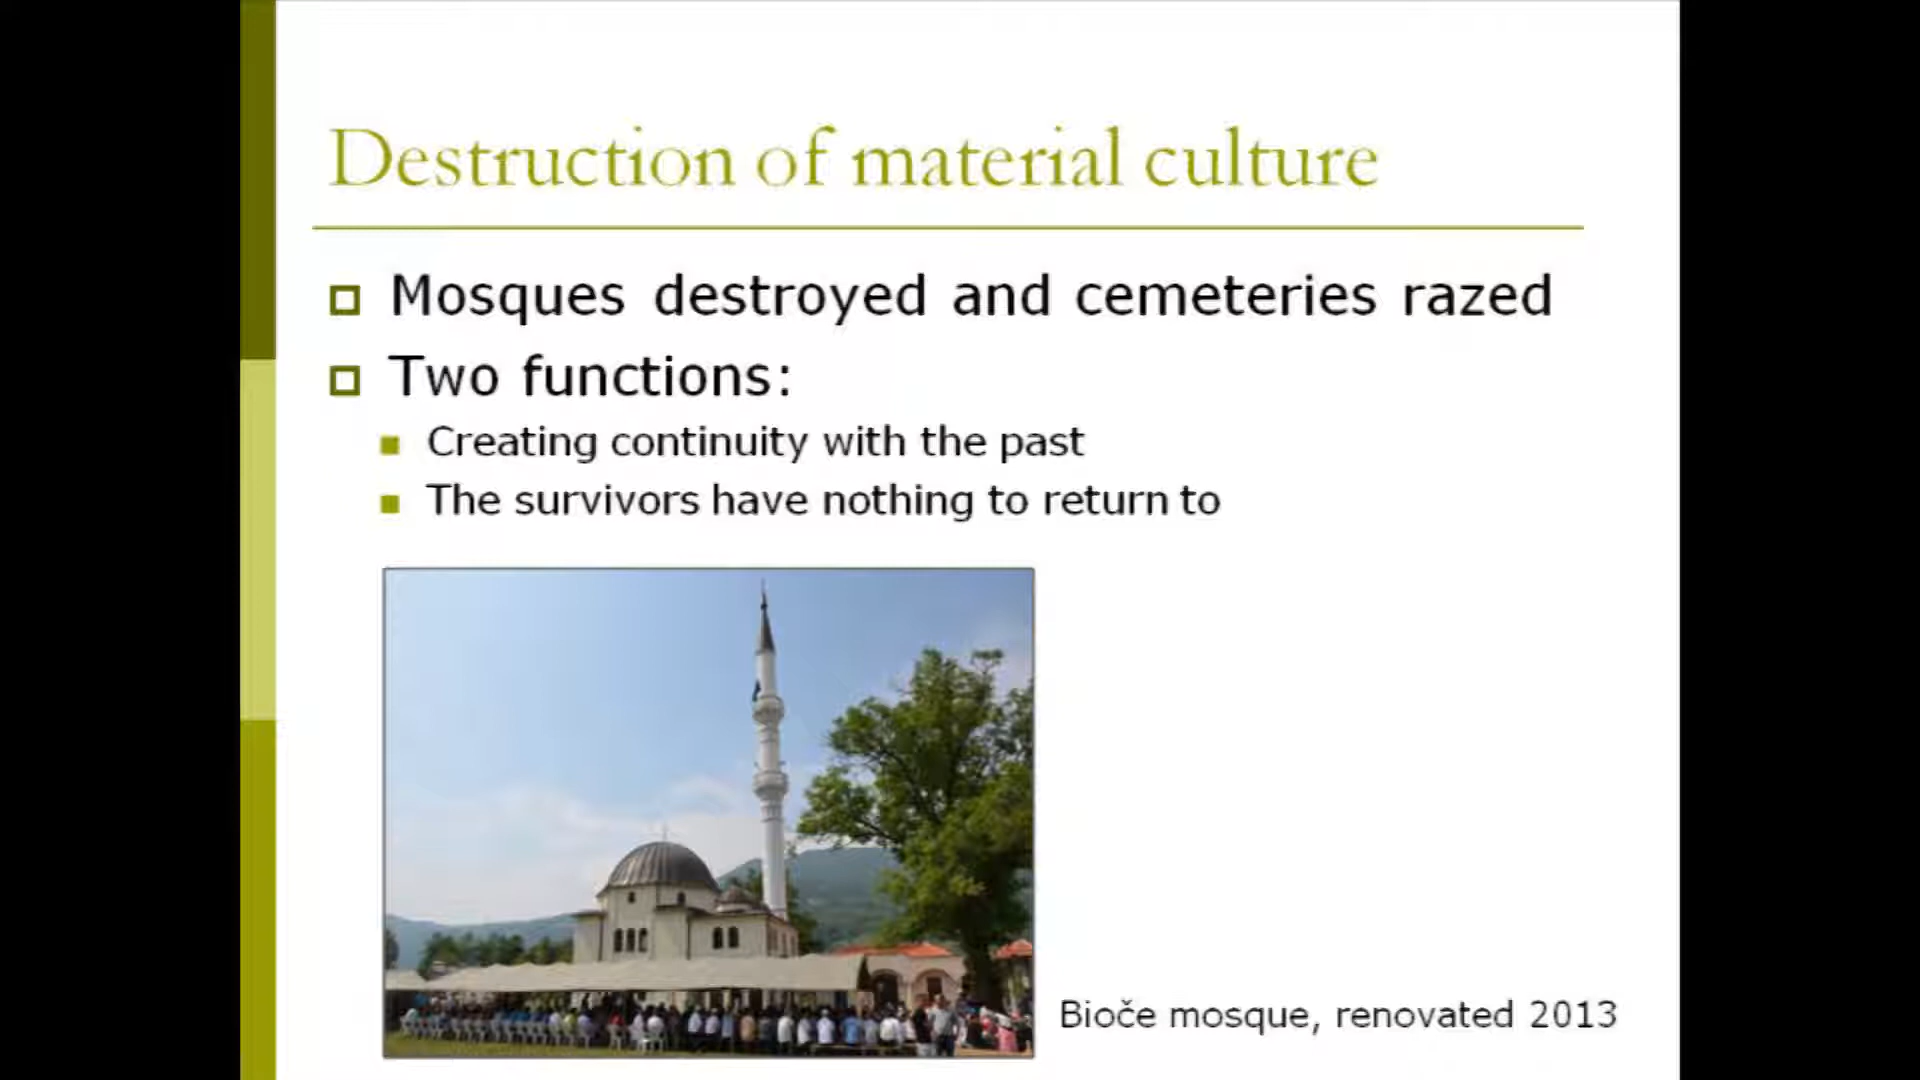 Destruction of material culture
Mosques destroyed and cemeteries razed
Two functions:
Creating continuity with the past
The survivors have nothing to return to
Bioče mosque, renovated 2013